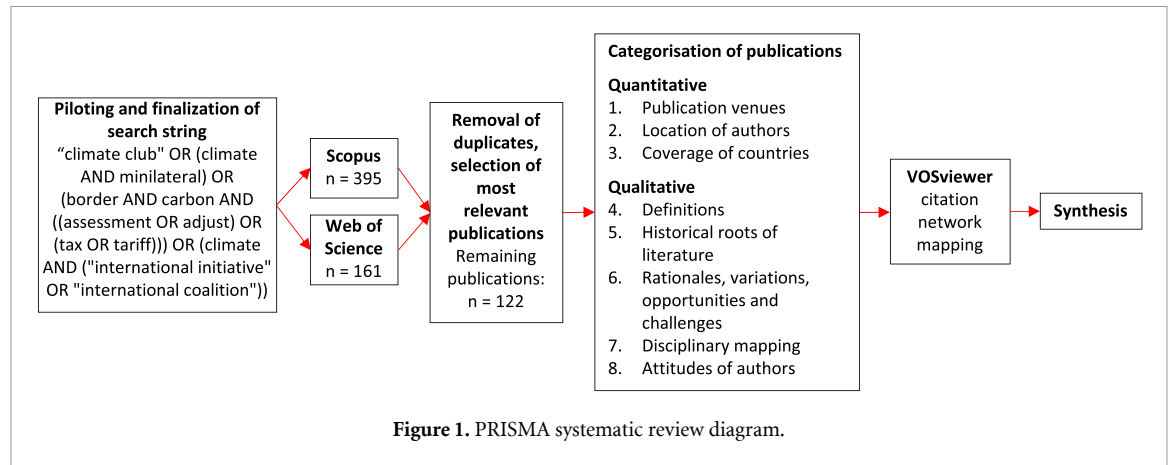 Piloting and finalization of
search string
“climate club" OR (climate
AND minilateral) OR
(border AND carbon AND
((assessment OR adjust) OR
(tax OR tariff))) OR (climate
AND ("international initiative"
OR "international coalition"))
Scopus
n = 395
Web of
Science
n = 161
Removal of
duplicates,
selection of
most
relevant
publications
Remaining
publications:
n = 122
Categorisation of publications
Quantitative
1. Publication venues
2. Location of authors
3. Coverage of countries
Qualitative
4. Definitions
5. Historical roots of
literature
6. Rationales, variations,
opportunities and
challenges
7. Disciplinary mapping
8. Attitudes of authors
VOSviewer
citation
network
mapping
Synthesis
Figure 1. PRISMA systematic review diagram.